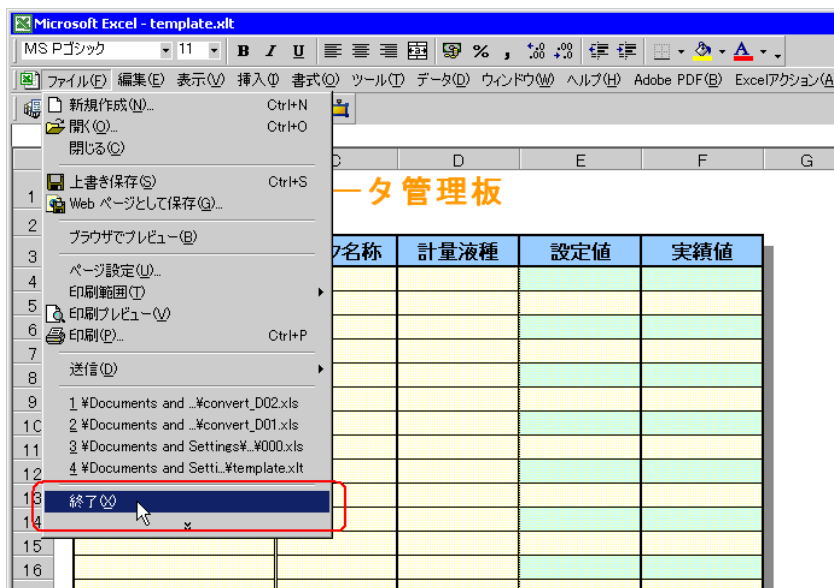 Microsoft Excel - template.xlt
MS Pゴシック 11 B I U % ,
ファイル(F) 編集(E) 表示(V) 挿入(I) 書式(O) ツール(T) データ(D) ウィンドウ(W) ヘルプ(H) Adobe PDF(B) Excelアクション(A
新規作成(N)... Ctrl+N
開く(O)... Ctrl+O
閉じる(C)
C D E F G
上書き保存(S) Ctrl+S
1 ータ管理板
Web ページとして保存(G)...
2
ブラウザでプレビュー(B)
3 ク名称 計量液種 設定値 実績値
ページ設定(U)...
4
印刷範囲(T)
5
印刷プレビュー(V)
6
印刷(P)... Ctrl+P
7
送信(D)
8
9
1 ¥Documents and ...¥convert_D02.xls
10
2 ¥Documents and ...¥convert_D01.xls
11
3 ¥Documents and Settings¥...¥000.xls
12
4 ¥Documents and Setti...¥template.xlt
13
終了(X)
14
15
16